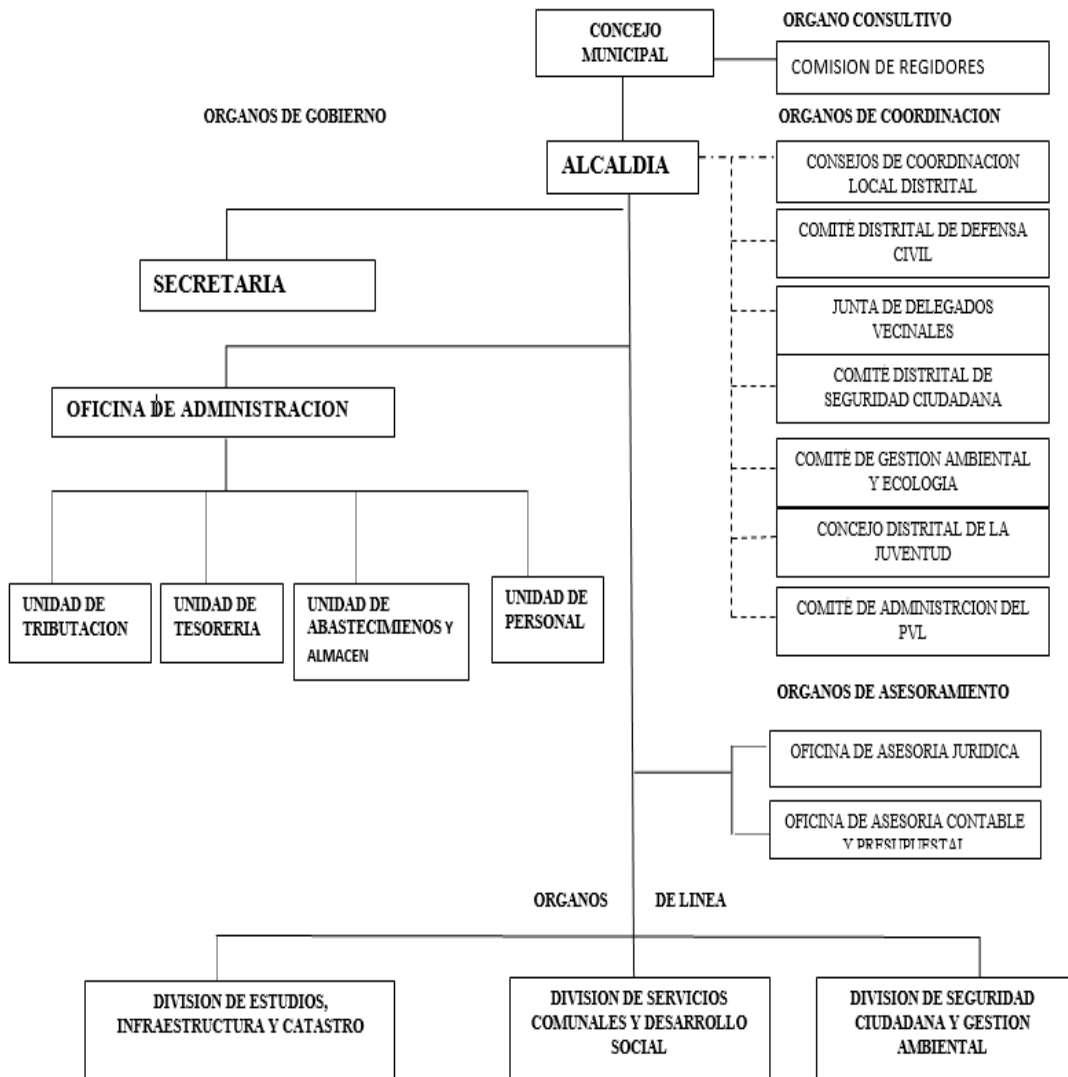 CONCEJO
MUNICIPAL
ORGANO CONSULTIVO
COMISION DE REGIDORES
ORGANOS DE GOBIERNO
ORGANOS DE COORDINACION
ALCALDIA
CONSEJOS DE COORDINACION
LOCAL DISTRITAL
COMITÉ DISTRITAL DE DEFENSA
CIVIL
SECRETARIA
JUNTA DE DELEGADOS
VECINALES
COMITÉ DISTRITAL DE
SEGURIDAD CIUDADANA
OFICINA DE ADMINISTRACION
COMITÉ DE GESTION AMBIENTAL
Y ECOLOGIA
CONCEJO DISTRITAL DE LA
JUVENTUD
COMITÉ DE ADMINISTRCION DEL
PVL
UNIDAD DE
TRIBUTACION
UNIDAD DE
TESORERIA
UNIDAD DE
ABASTECIMIENOS Y
ALMACEN
UNIDAD DE
PERSONAL
ORGANOS DE ASESORAMIENTO
OFICINA DE ASESORIA JURIDICA
OFICINA DE ASESORIA CONTABLE
Y PRESUPUESTAL
ORGANOS DE LINEA
DIVISION DE ESTUDIOS,
INFRAESTRUCTURA Y CATASTRO
DIVISION DE SERVICIOS
COMUNALES Y DESARROLLO
SOCIAL
DIVISION DE SEGURIDAD
CIUDADANA Y GESTION
AMBIENTAL